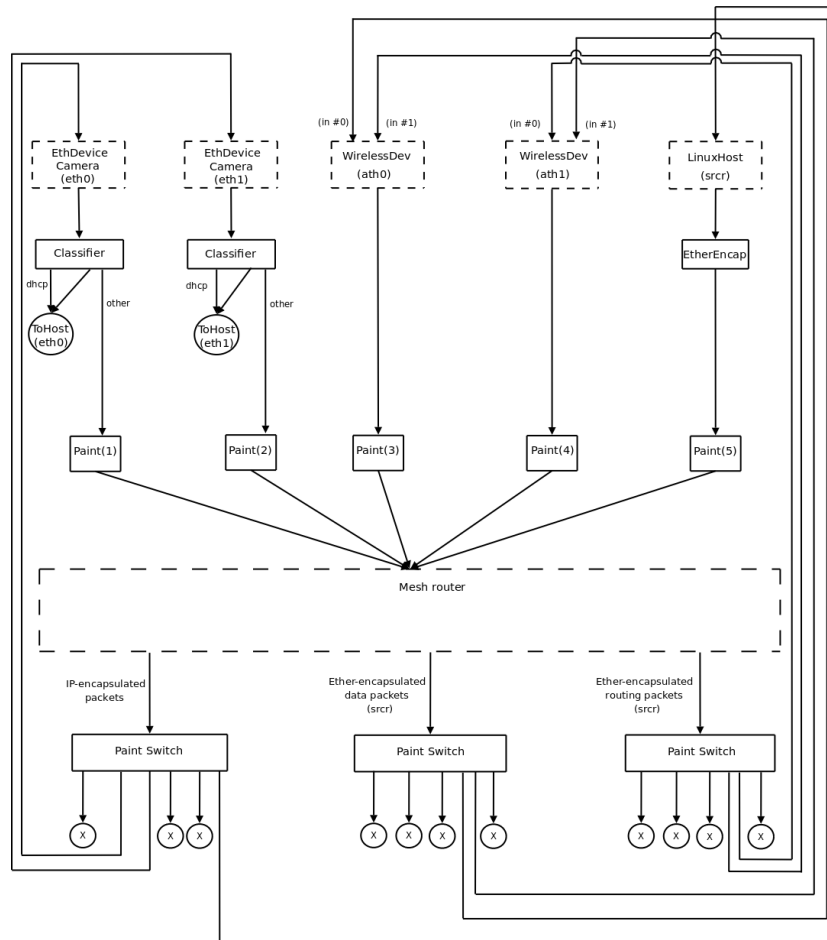 (in #0)
(in #1)
(in #0)
(in #1)
EthDevice
Camera
(eth0)
EthDevice
Camera
(eth1)
WirelessDev
(ath0)
WirelessDev
(ath1)
LinuxHost
(srcr)
Classifier
Classifier
EtherEncap
dhcp
other
dhcp
other
ToHost
(eth0)
ToHost
(eth1)
Paint(1)
Paint(2)
Paint(3)
Paint(4)
Paint(5)
Mesh router
IP-encapsulated
packets
Ether-encapsulated
data packets
(srcr)
Ether-encapsulated
routing packets
(srcr)
Paint Switch
Paint Switch
Paint Switch
X
X
X
X
X
X
X
X
X
X
X